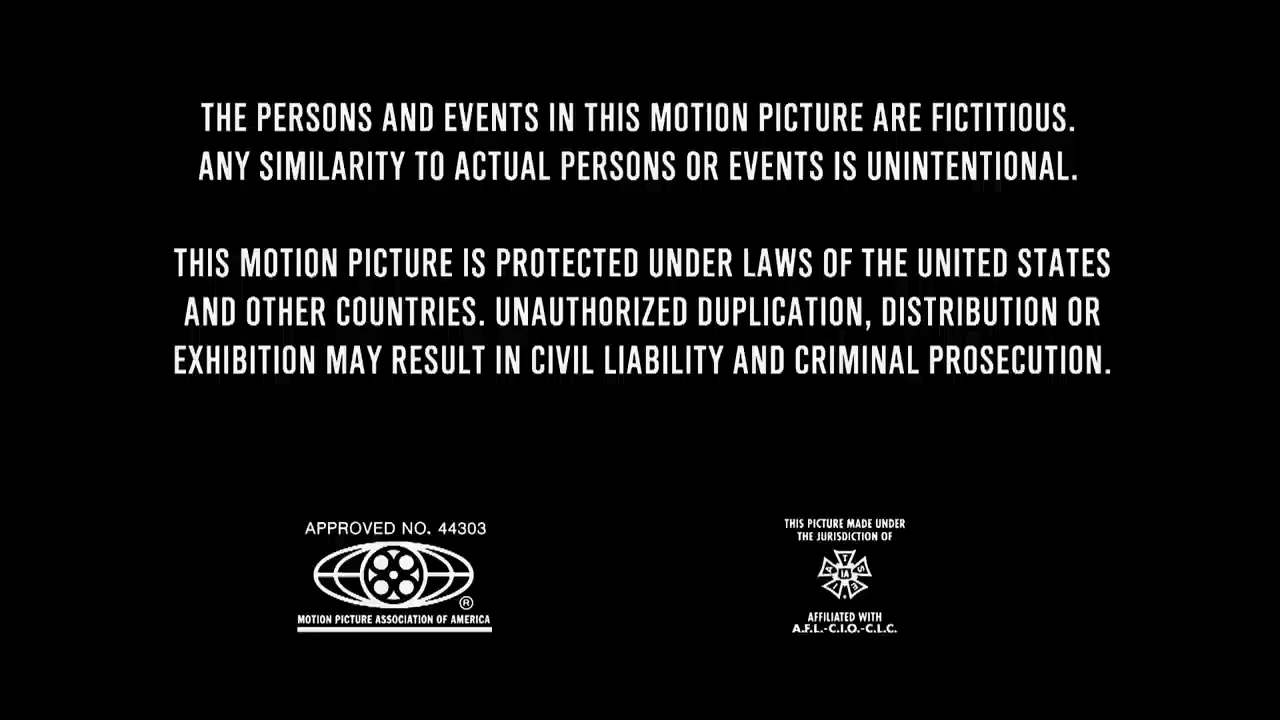 THE PERSONS AND EVENTS IN THIS MOTION PICTURE ARE FICTITIOUS.
ANY SIMILARITY TO ACTUAL PERSONS OR EVENTS IS UNINTENTIONAL.
THIS MOTION PICTURE IS PROTECTED UNDER LAWS OF THE UNITED STATES
AND OTHER COUNTRIES. UNAUTHORIZED DUPLICATION, DISTRIBUTION OR
EXHIBITION MAY RESULT IN CIVIL LIABILITY AND CRIMINAL PROSECUTION.
APPROVED NO. 44303
®
MOTION PICTURE ASSOCIATION OF AMERICA
THIS PICTURE MADE UNDER
THE JURISDICTION OF
I.A.T.S.E.
IA
AFFILIATED WITH
A.F.L.-C.I.O.-C.L.C.